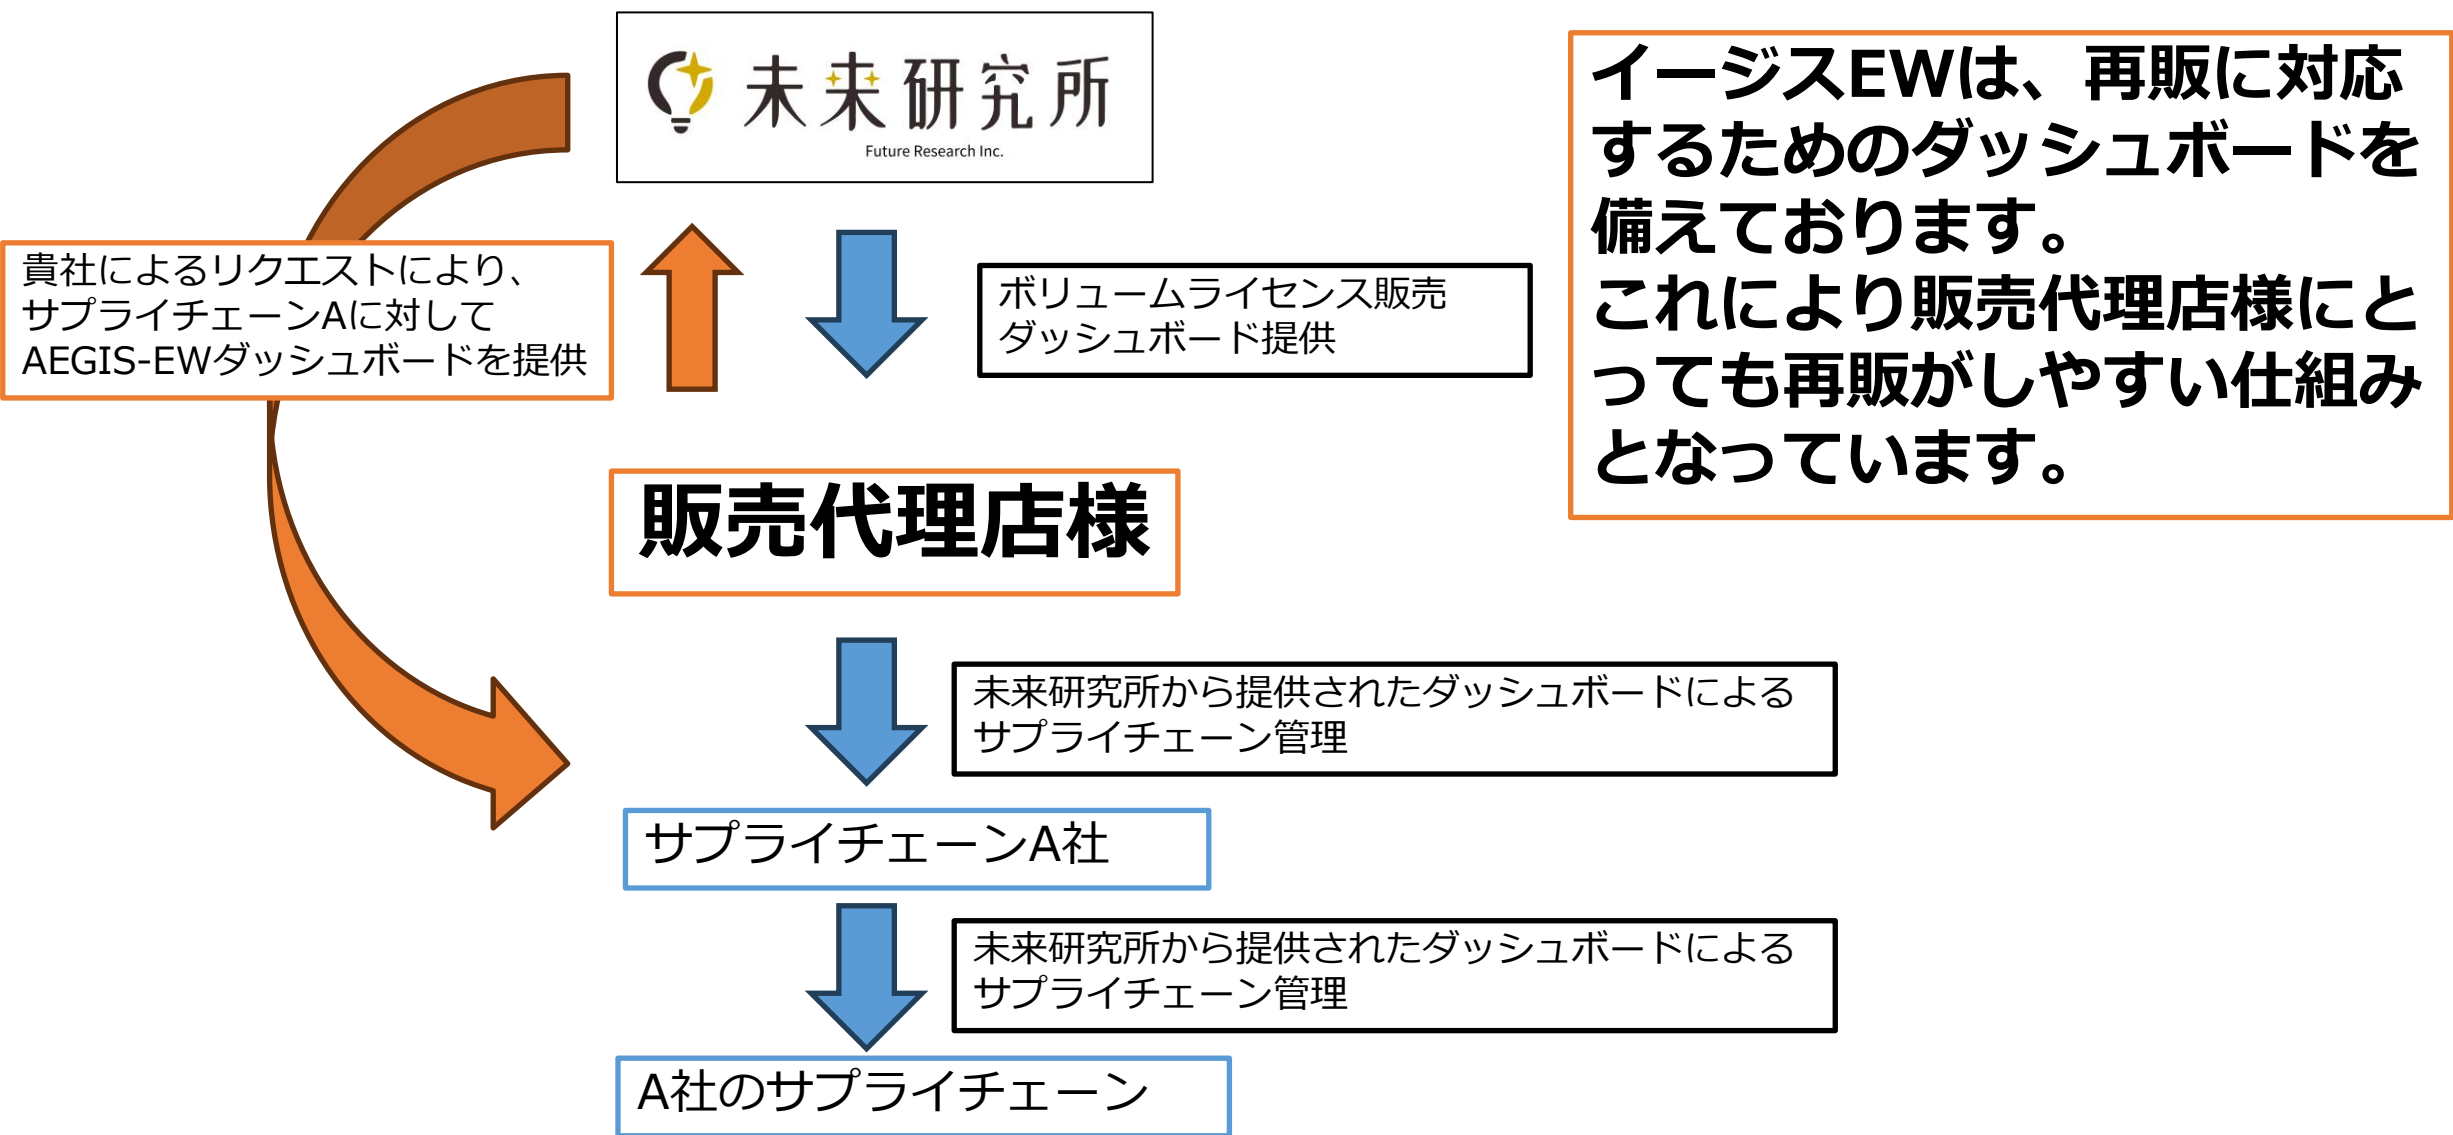 未来研究所
Future Research Inc.
イージスEWは、再販に対応
するためのダッシュボードを
備えております。
これにより販売代理店様にと
っても再販がしやすい仕組み
となっています。
貴社によるリクエストにより、
サプライチェーンAに対して
AEGIS-EWダッシュボードを提供
ボリュームライセンス販売
ダッシュボード提供
販売代理店様
未来研究所から提供されたダッシュボードによる
サプライチェーン管理
サプライチェーンA社
未来研究所から提供されたダッシュボードによる
サプライチェーン管理
A社のサプライチェーン